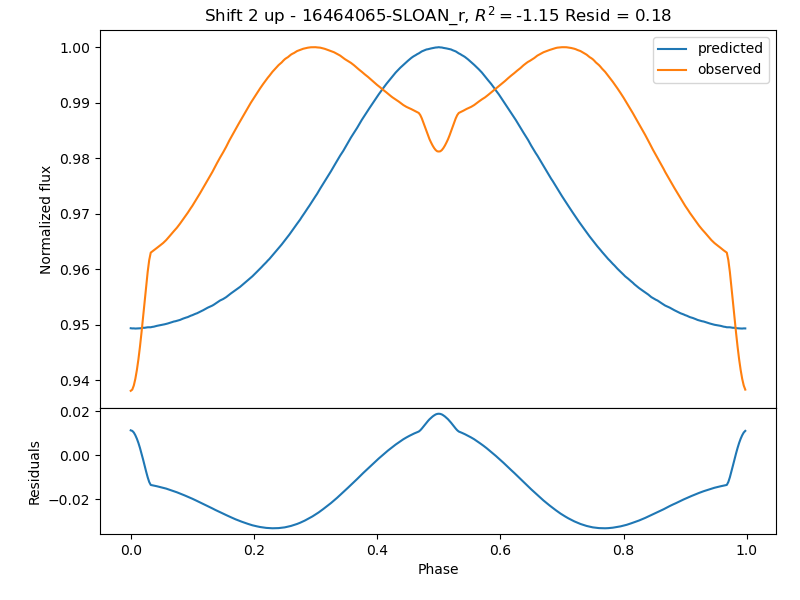 Shift 2 up - 16464065-SLOAN_r, R² = -1.15 Resid = 0.18
predicted
observed
Normalized flux
1.00
0.99
0.98
0.97
0.96
0.95
0.94
Residuals
0.02
0.00
−0.02
0.0 0.2 0.4 0.6 0.8 1.0
Phase